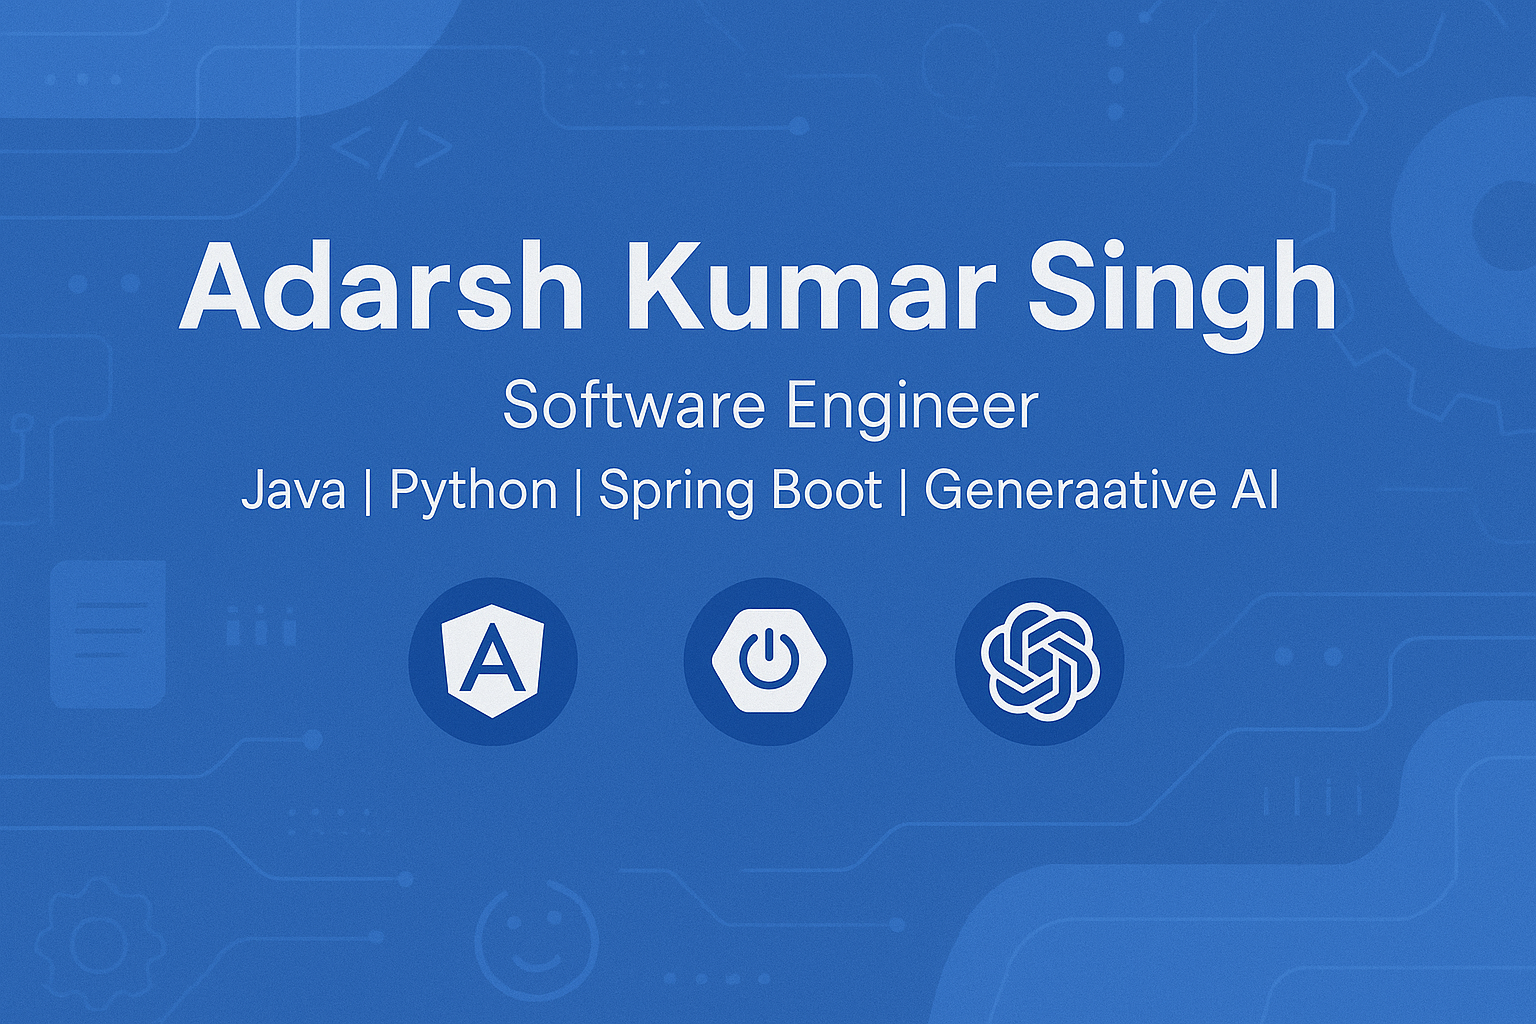 Adarsh Kumar Singh
Software Engineer
Java | Python | Spring Boot | Generaative AI